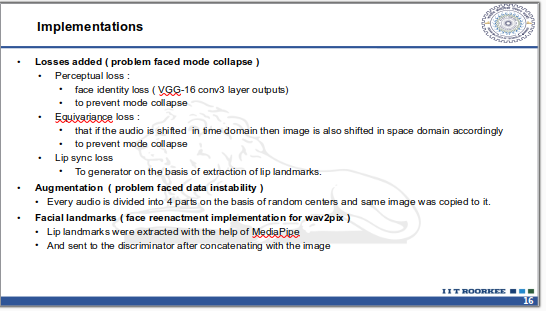 Implementations
• Losses added ( problem faced mode collapse )
• Perceptual loss :
• face identity loss ( VGG-16 conv3 layer outputs)
• to prevent mode collapse
• Equivariance loss :
• that if the audio is shifted in time domain then image is also shifted in space domain accordingly
• to prevent mode collapse
• Lip sync loss
• To generator on the basis of extraction of lip landmarks.
• Augmentation ( problem faced data instability )
• Every audio is divided into 4 parts on the basis of random centers and same image was copied to it.
• Facial landmarks ( face reenactment implementation for wav2pix )
• Lip landmarks were extracted with the help of MediaPipe
• And sent to the discriminator after concatenating with the image
I I T ROORKEE
16